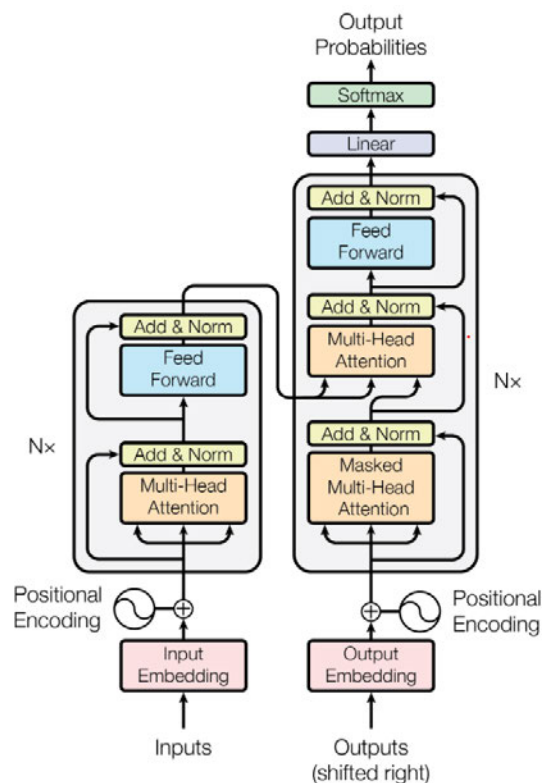 Output
Probabilities
Softmax
Linear
Add & Norm
Feed
Forward
Add & Norm
Multi-Head
Attention
Add & Norm
Masked
Multi-Head
Attention
Nx
Add & Norm
Feed
Forward
Add & Norm
Multi-Head
Attention
Nx
Positional
Encoding
Positional
Encoding
Input
Embedding
Output
Embedding
Inputs
Outputs
(shifted right)